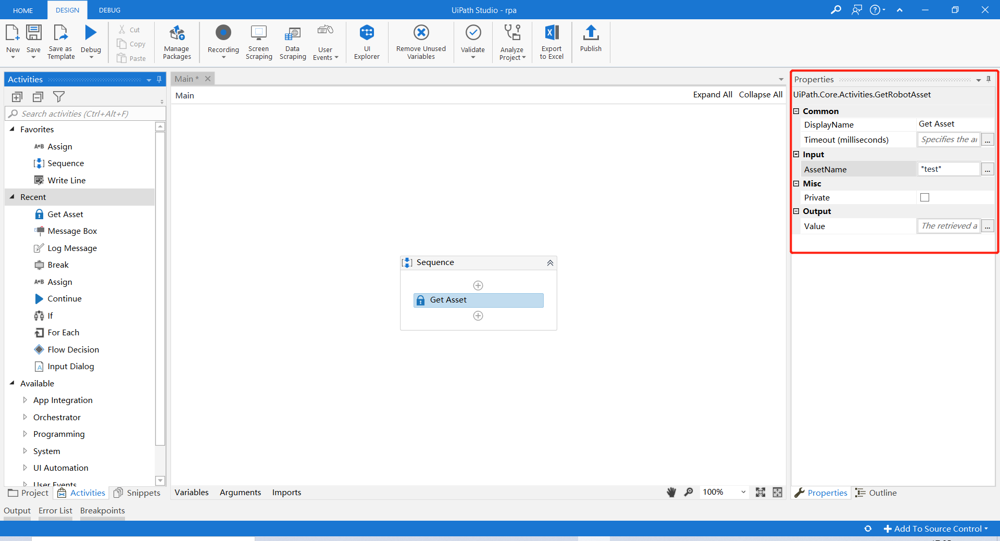 HOME
DESIGN
DEBUG
UiPath Studio - rpa
New
Save
Save as
Template
Debug
Cut
Copy
Paste
Manage
Packages
Recording
Screen
Scraping
Data
Scraping
User
Events
UI
Explorer
Remove Unused
Variables
Validate
Analyze
Project
Export
to Excel
Publish
Activities
Search activities (Ctrl+Alt+F)
Favorites
A+B Assign
Sequence
Write Line
Recent
Get Asset
Message Box
Log Message
Break
A+B Assign
Continue
If
For Each
Flow Decision
Input Dialog
Available
App Integration
Orchestrator
Programming
System
UI Automation
User Events
Project
Activities
Snippets
Main *
Main
Expand All
Collapse All
Sequence
Get Asset
Variables
Arguments
Imports
100%
Properties
UiPath.Core.Activities.GetRobotAsset
Common
DisplayName
Get Asset
Timeout (milliseconds)
Specifies the a
...
Input
AssetName
"test"
...
Misc
Private
Output
Value
The retrieved a
...
Properties
Outline
Output
Error List
Breakpoints
Add To Source Control